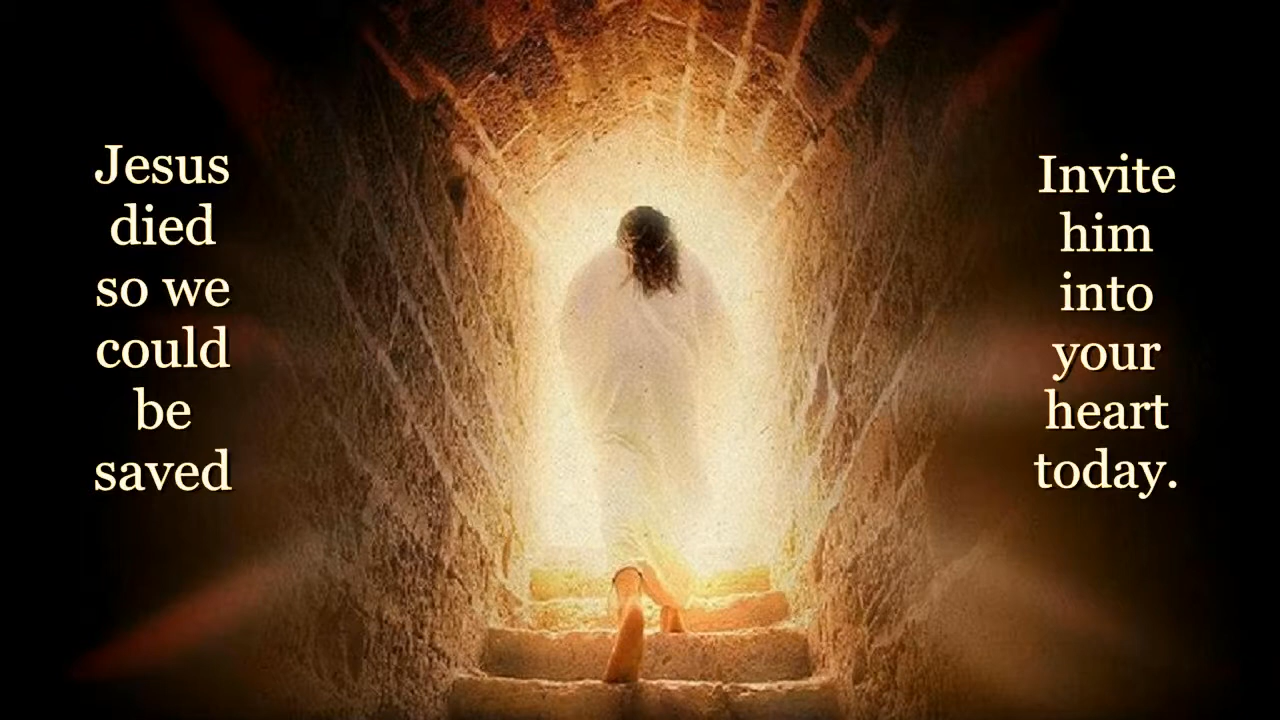 Jesus
died
so we
could
be
saved
Invite
him
into
your
heart
today.